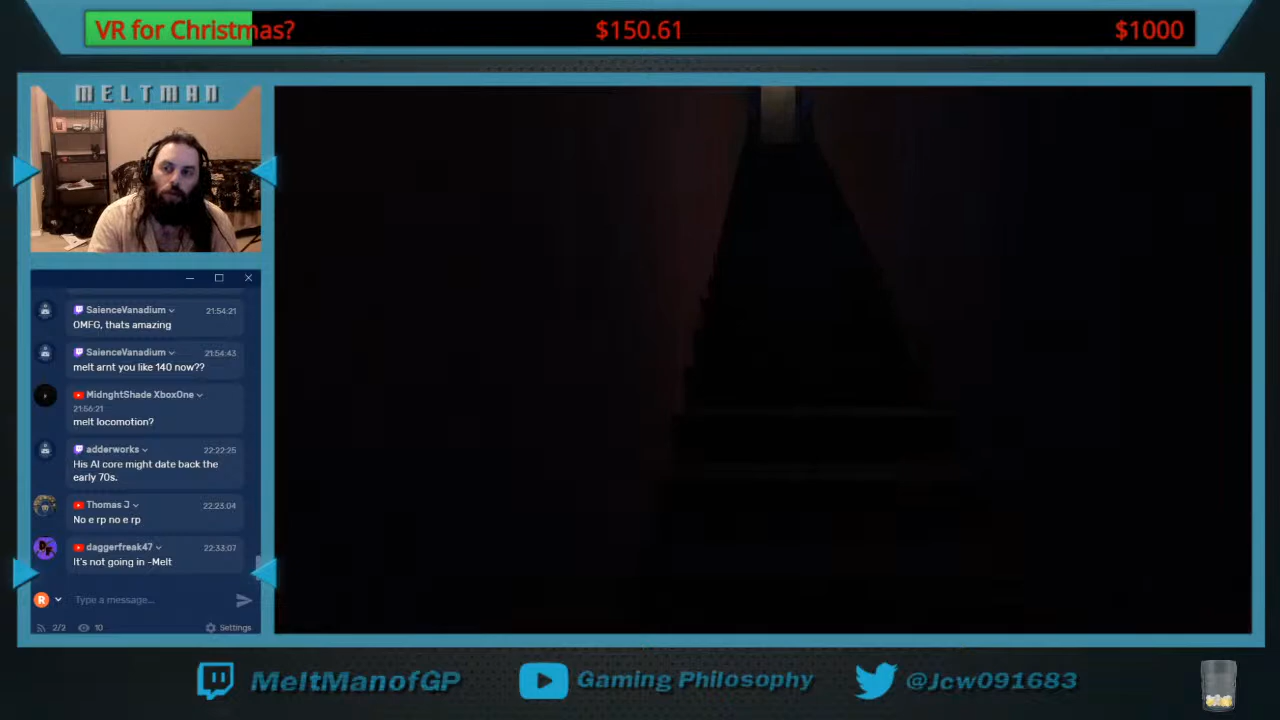 VR for Christmas? $150.61 $1000
MELTMAN
SaienceVanadium 21:54:21
OMFG, thats amazing
SaienceVanadium 21:54:43
melt arnt you like 140 now??
MidnghtShade XboxOne
21:56:21
melt locomotion?
adderworks 22:22:25
His AI core might date back the
early 70s.
Thomas J 22:23:04
No e rp no e rp
daggerfreak47 22:33:07
It's not going in -Melt
R Type a message...
2/2 10 Settings
MeltManofGP Gaming Philosophy @Jcw091683